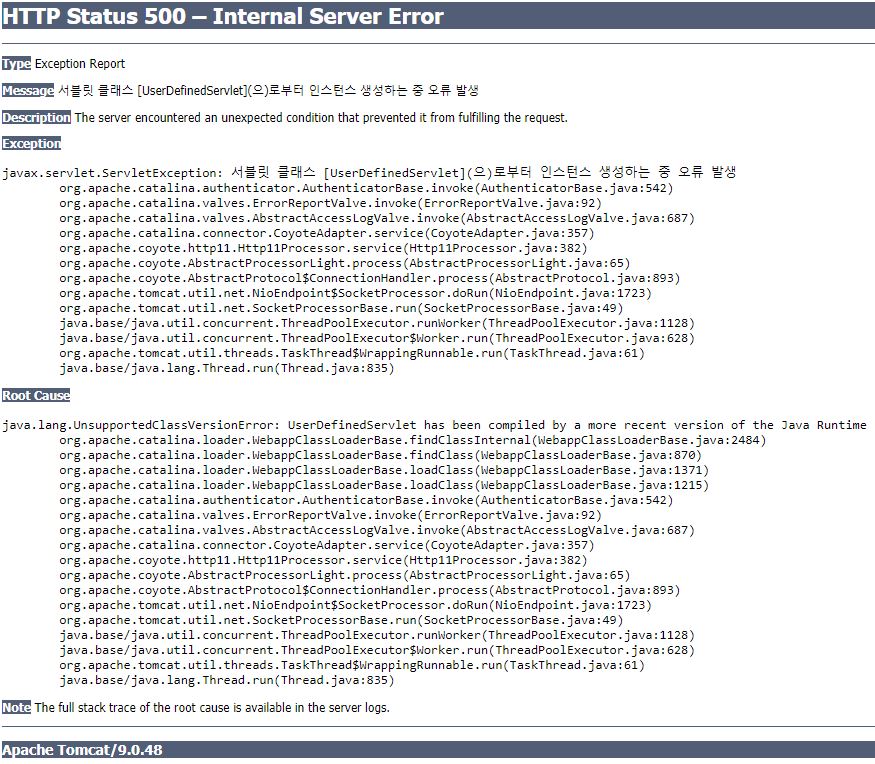 HTTP Status 500 – Internal Server Error
Type Exception Report
Message 서블릿 클래스 [UserDefinedServlet](으)로부터 인스턴스 생성하는 중 오류 발생
Description The server encountered an unexpected condition that prevented it from fulfilling the request.
Exception
javax.servlet.ServletException: 서블릿 클래스 [UserDefinedServlet](으)로부터 인스턴스 생성하는 중 오류 발생
org.apache.catalina.authenticator.AuthenticatorBase.invoke(AuthenticatorBase.java:542)
org.apache.catalina.valves.ErrorReportValve.invoke(ErrorReportValve.java:92)
org.apache.catalina.valves.AbstractAccessLogValve.invoke(AbstractAccessLogValve.java:687)
org.apache.catalina.connector.CoyoteAdapter.service(CoyoteAdapter.java:357)
org.apache.coyote.http11.Http11Processor.service(Http11Processor.java:382)
org.apache.coyote.AbstractProcessorLight.process(AbstractProcessorLight.java:65)
org.apache.coyote.AbstractProtocol$ConnectionHandler.process(AbstractProtocol.java:893)
org.apache.tomcat.util.net.NioEndpoint$SocketProcessor.doRun(NioEndpoint.java:1723)
org.apache.tomcat.util.net.SocketProcessorBase.run(SocketProcessorBase.java:49)
java.base/java.util.concurrent.ThreadPoolExecutor.runWorker(ThreadPoolExecutor.java:1128)
java.base/java.util.concurrent.ThreadPoolExecutor$Worker.run(ThreadPoolExecutor.java:628)
org.apache.tomcat.util.threads.TaskThread$WrappingRunnable.run(TaskThread.java:61)
java.base/java.lang.Thread.run(Thread.java:835)
Root Cause
java.lang.UnsupportedClassVersionError: UserDefinedServlet has been compiled by a more recent version of the Java Runtime
org.apache.catalina.loader.WebappClassLoaderBase.findClassInternal(WebappClassLoaderBase.java:2484)
org.apache.catalina.loader.WebappClassLoaderBase.findClass(WebappClassLoaderBase.java:870)
org.apache.catalina.loader.WebappClassLoaderBase.loadClass(WebappClassLoaderBase.java:1371)
org.apache.catalina.loader.WebappClassLoaderBase.loadClass(WebappClassLoaderBase.java:1215)
org.apache.catalina.authenticator.AuthenticatorBase.invoke(AuthenticatorBase.java:542)
org.apache.catalina.valves.ErrorReportValve.invoke(ErrorReportValve.java:92)
org.apache.catalina.valves.AbstractAccessLogValve.invoke(AbstractAccessLogValve.java:687)
org.apache.catalina.connector.CoyoteAdapter.service(CoyoteAdapter.java:357)
org.apache.coyote.http11.Http11Processor.service(Http11Processor.java:382)
org.apache.coyote.AbstractProcessorLight.process(AbstractProcessorLight.java:65)
org.apache.coyote.AbstractProtocol$ConnectionHandler.process(AbstractProtocol.java:893)
org.apache.tomcat.util.net.NioEndpoint$SocketProcessor.doRun(NioEndpoint.java:1723)
org.apache.tomcat.util.net.SocketProcessorBase.run(SocketProcessorBase.java:49)
java.base/java.util.concurrent.ThreadPoolExecutor.runWorker(ThreadPoolExecutor.java:1128)
java.base/java.util.concurrent.ThreadPoolExecutor$Worker.run(ThreadPoolExecutor.java:628)
org.apache.tomcat.util.threads.TaskThread$WrappingRunnable.run(TaskThread.java:61)
java.base/java.lang.Thread.run(Thread.java:835)
Note The full stack trace of the root cause is available in the server logs.
Apache Tomcat/9.0.48